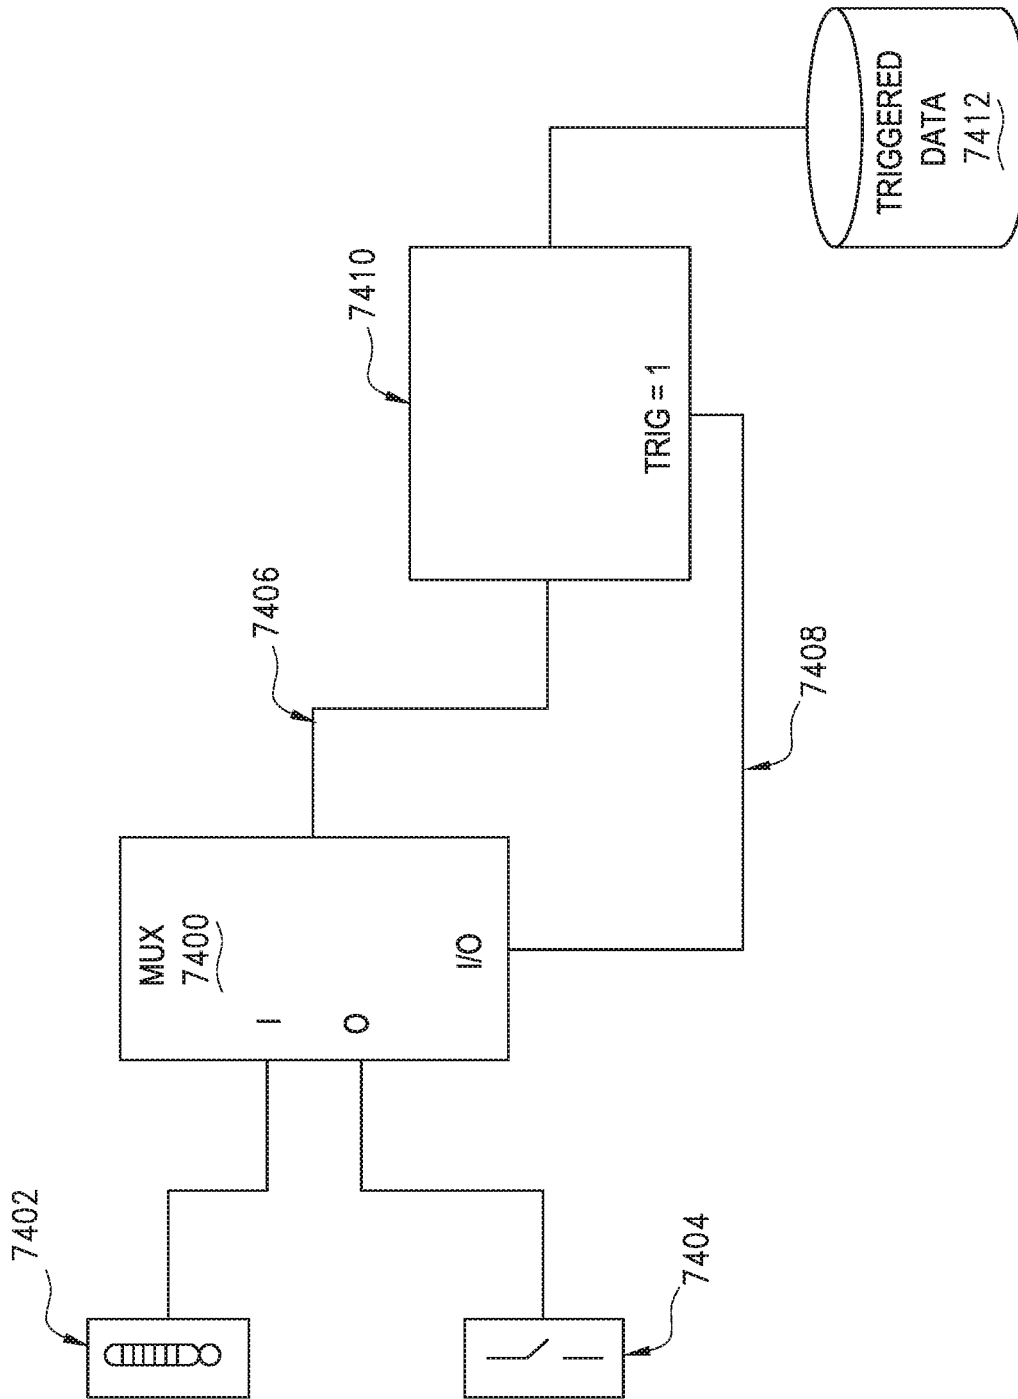 7402
7404
MUX
7400
I
O
I/O
7406
7408
7410
TRIG = 1
TRIGGERED
DATA
7412